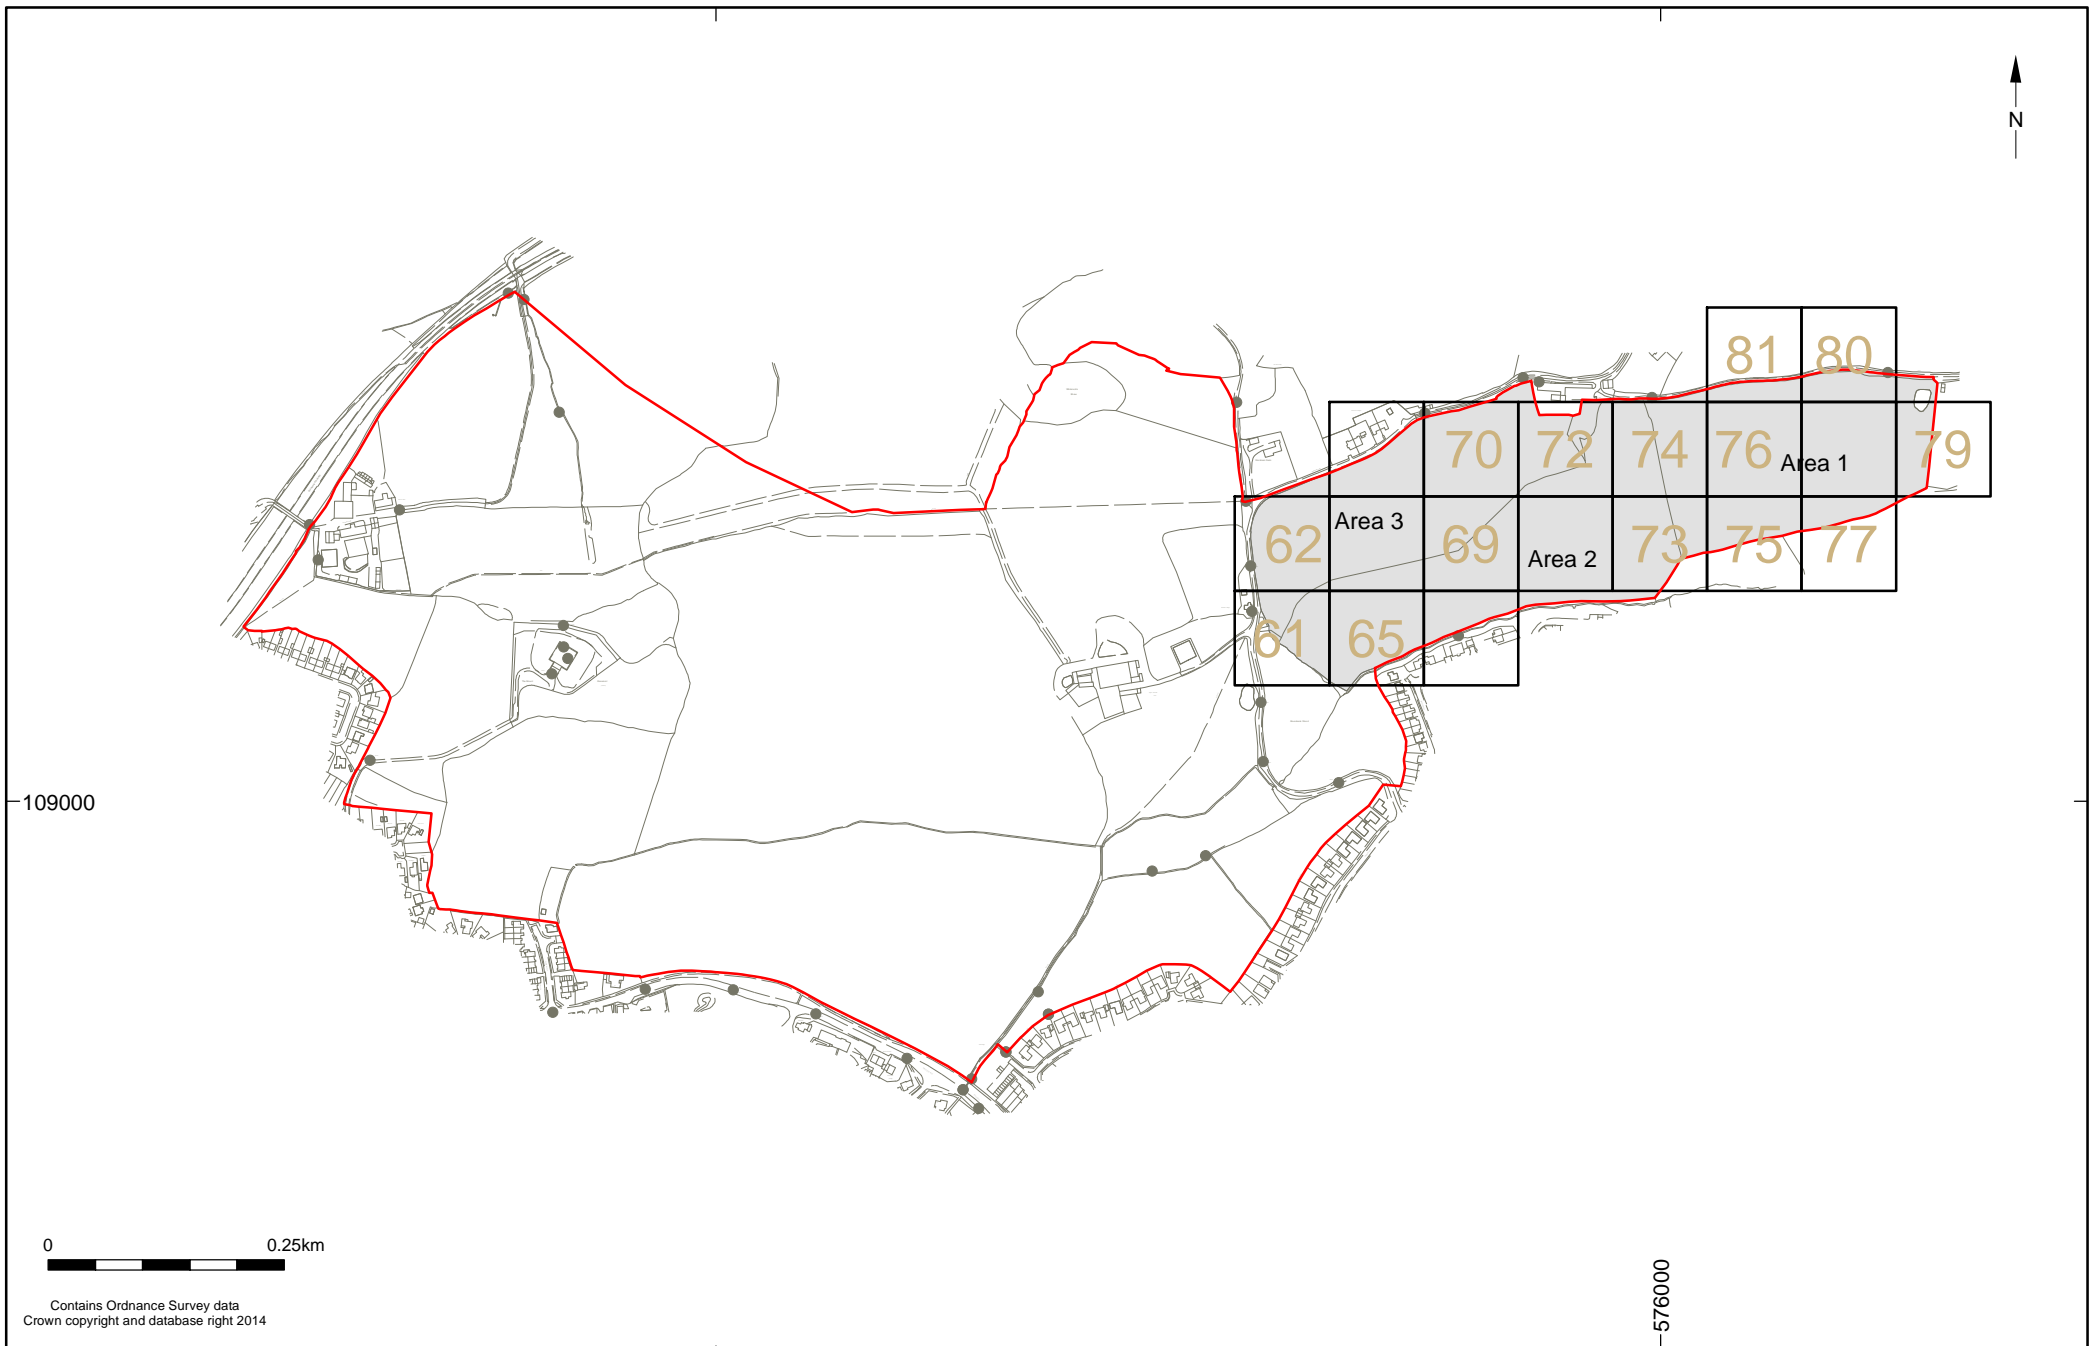 N
81 80
70 72 74 76 Area 1 79
62 Area 3 69 Area 2 73 75 77
61 65
109000
0 0.25km
576000
Contains Ordnance Survey data
Crown copyright and database right 2014